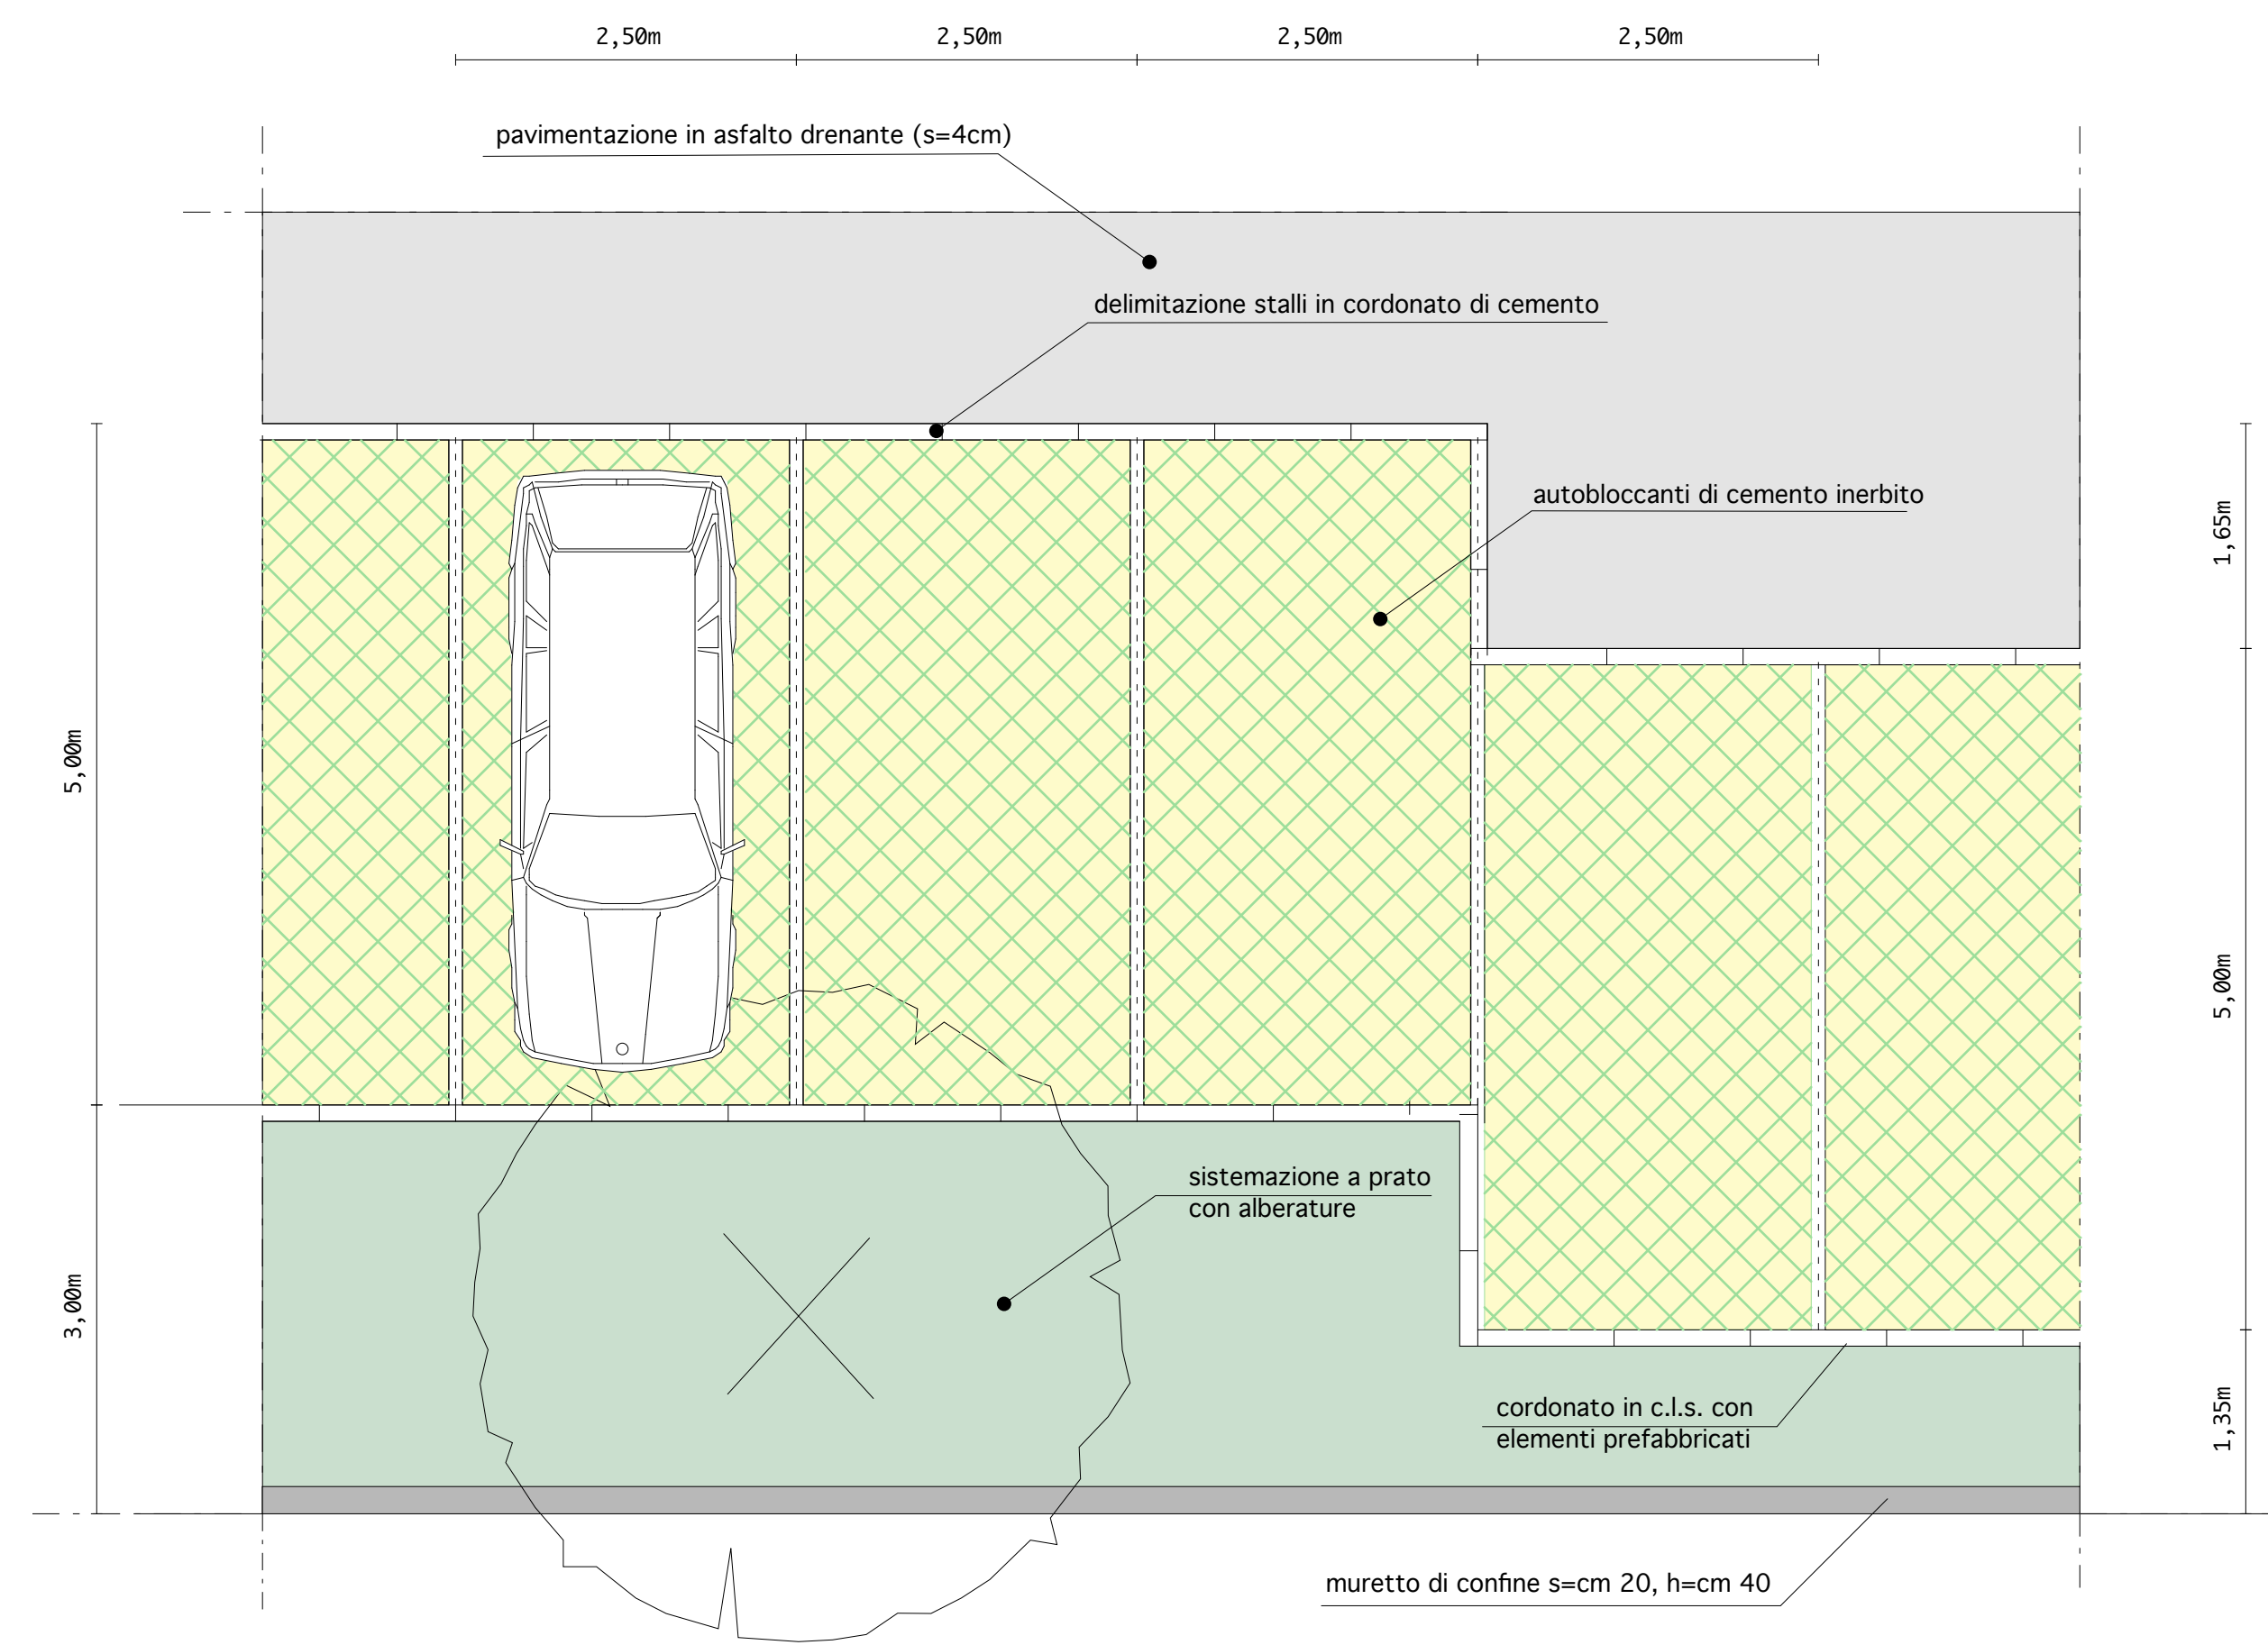 2,50m
2,50m
2,50m
2,50m
pavimentazione in asfalto drenante (s=4cm)
delimitazione stalli in cordonato di cemento
autobloccanti di cemento inerbito
1,65m
5,00m
5,00m
sistemazione a prato
con alberature
3,00m
1,35m
cordonato in c.l.s. con
elementi prefabbricati
muretto di confine s=cm 20, h=cm 40